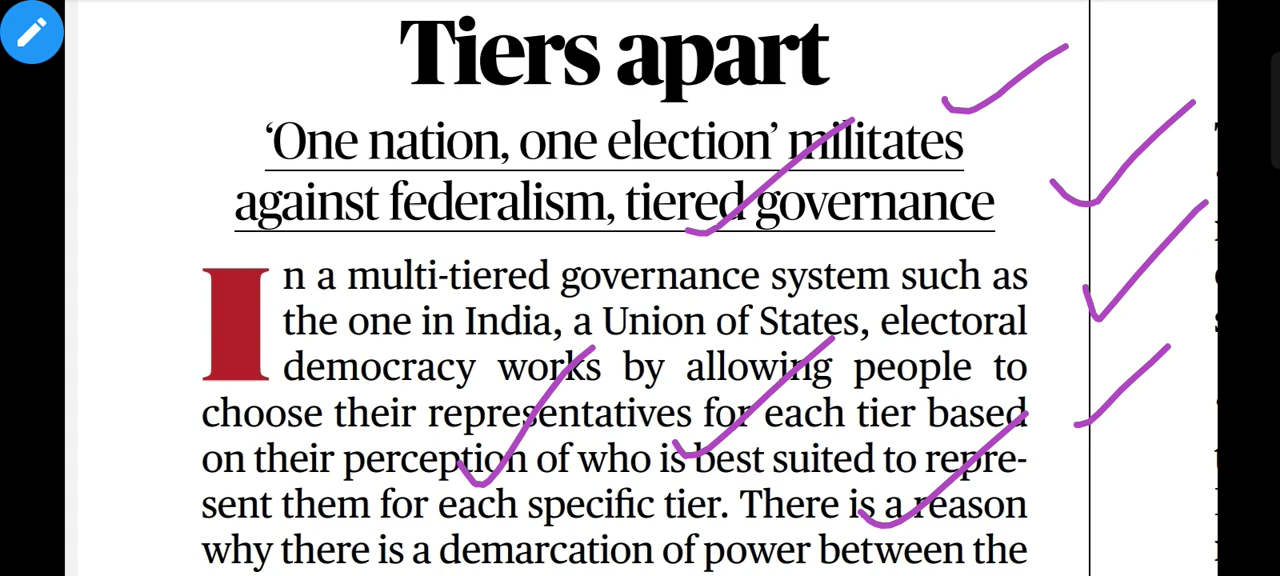 Tiers apart
‘One nation, one election’ militates
against federalism, tiered governance
In a multi-tiered governance system such as
the one in India, a Union of States, electoral
democracy works by allowing people to
choose their representatives for each tier based
on their perception of who is best suited to repre-
sent them for each specific tier. There is a reason
why there is a demarcation of power between the